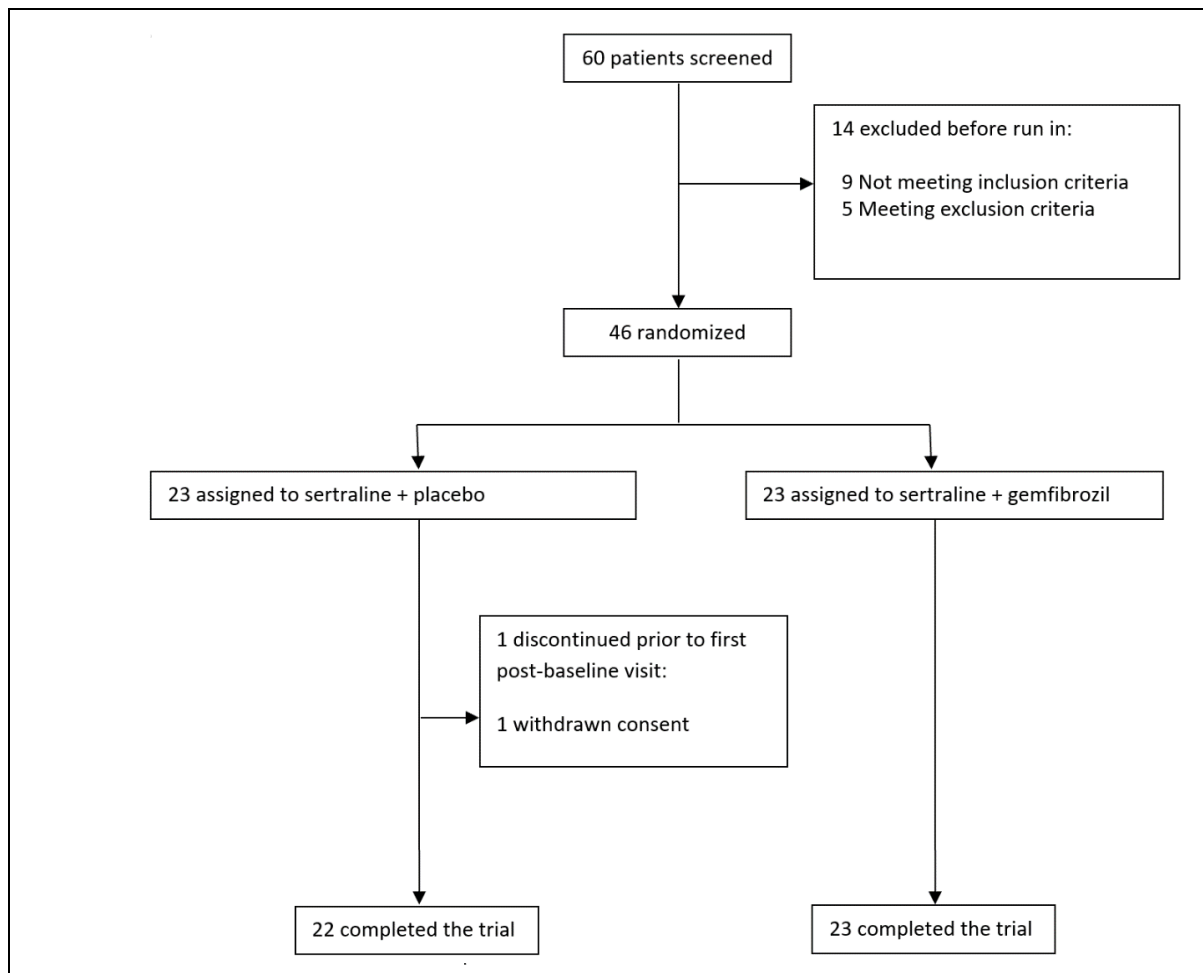 60 patients screened
14 excluded before run in:
9 Not meeting inclusion criteria
5 Meeting exclusion criteria
46 randomized
23 assigned to sertraline + placebo
23 assigned to sertraline + gemfibrozil
1 discontinued prior to first
post-baseline visit:
1 withdrawn consent
22 completed the trial
23 completed the trial